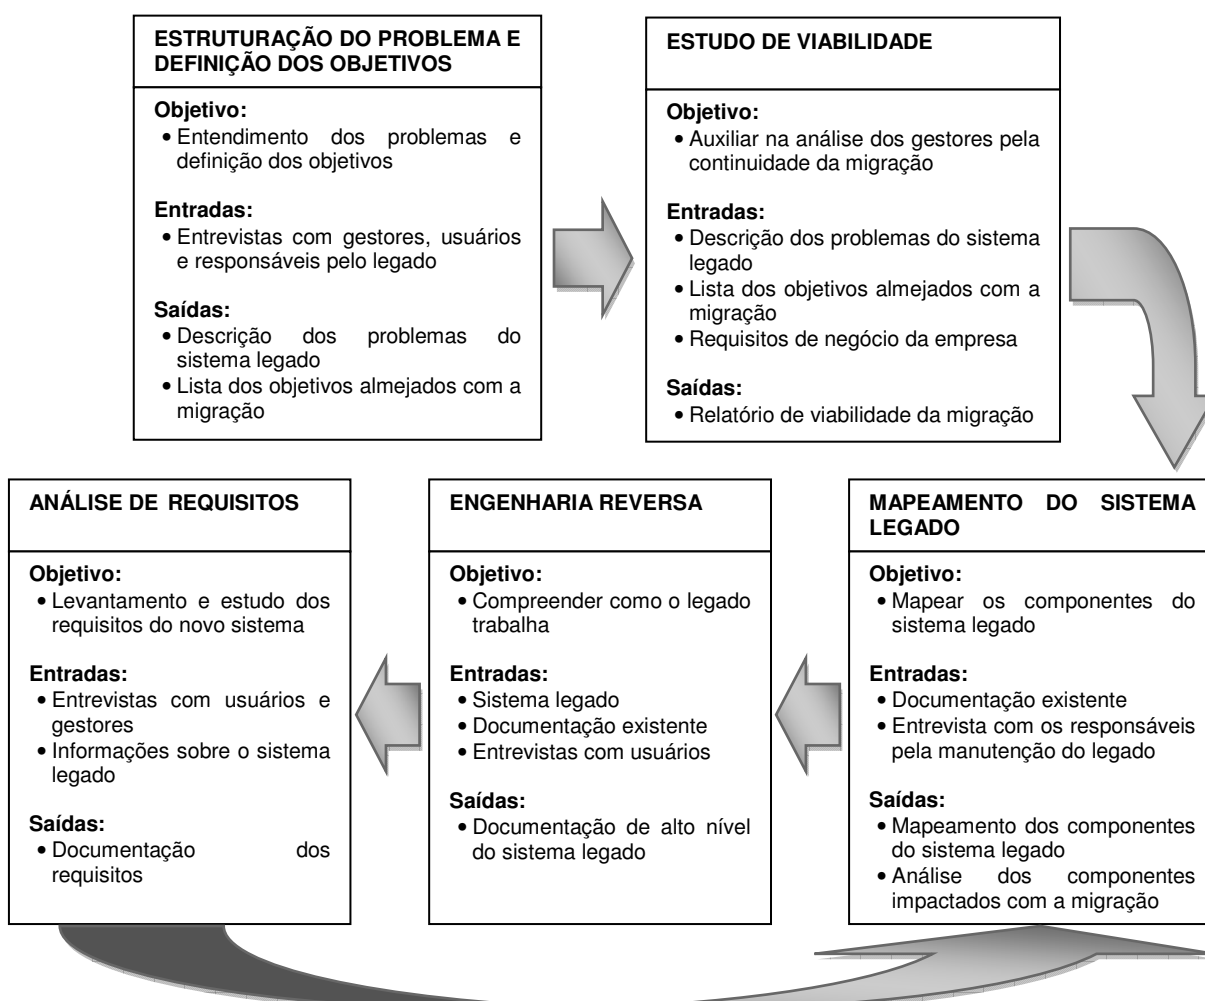 ESTRUTURAÇÃO DO PROBLEMA E
DEFINIÇÃO DOS OBJETIVOS
Objetivo:
• Entendimento dos problemas e
definição dos objetivos
Entradas:
• Entrevistas com gestores, usuários
e responsáveis pelo legado
Saídas:
• Descrição dos problemas do
sistema legado
• Lista dos objetivos almejados com a
migração
ESTUDO DE VIABILIDADE
Objetivo:
• Auxiliar na análise dos gestores pela
continuidade da migração
Entradas:
• Descrição dos problemas do sistema
legado
• Lista dos objetivos almejados com a
migração
• Requisitos de negócio da empresa
Saídas:
• Relatório de viabilidade da migração
MAPEAMENTO DO SISTEMA
LEGADO
Objetivo:
• Mapear os componentes do
sistema legado
Entradas:
• Documentação existente
• Entrevista com os responsáveis
pela manutenção do legado
Saídas:
• Mapeamento dos componentes
do sistema legado
• Análise dos componentes
impactados com a migração
ENGENHARIA REVERSA
Objetivo:
• Compreender como o legado
trabalha
Entradas:
• Sistema legado
• Documentação existente
• Entrevistas com usuários
Saídas:
• Documentação de alto nível
do sistema legado
ANÁLISE DE REQUISITOS
Objetivo:
• Levantamento e estudo dos
requisitos do novo sistema
Entradas:
• Entrevistas com usuários e
gestores
• Informações sobre o sistema
legado
Saídas:
• Documentação dos
requisitos